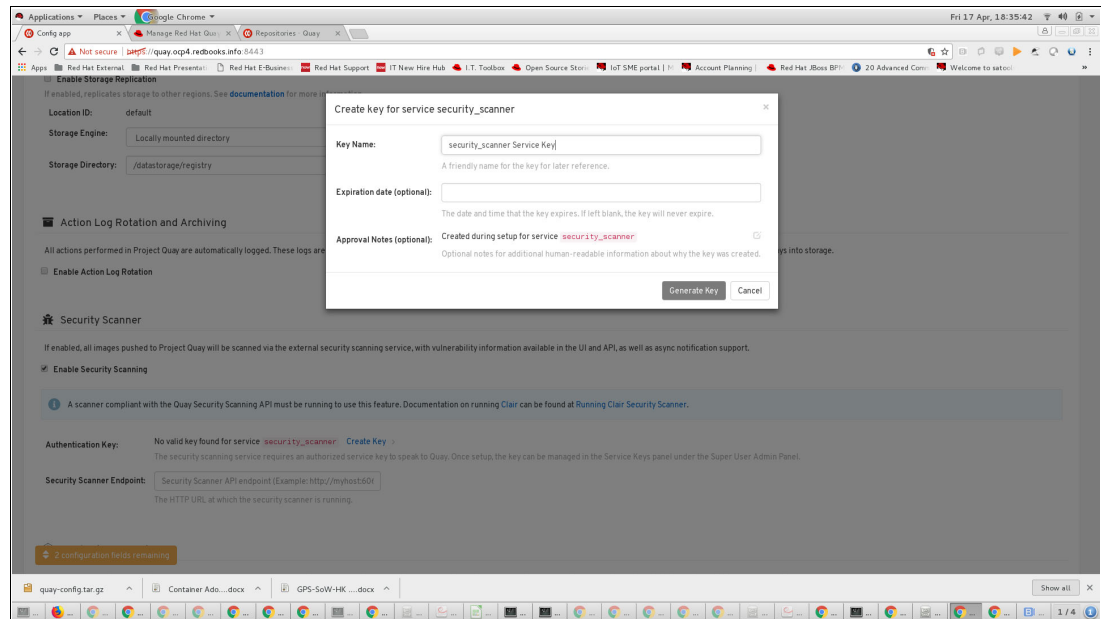 Applications ▾ Places ▾ Google Chrome ▾ Fri 17 Apr, 18:35:42
Config app × Manage Red Hat Quay × Repositories · Quay ×
Not secure | https://quay.ocp4.redbooks.info:8443
Apps Red Hat External Red Hat Presentati Red Hat E-Business Red Hat Support IT New Hire Hub I.T. Toolbox Open Source Stori IoT SME portal | Account Planning | Red Hat JBoss BPM 20 Advanced Com Welcome to satool »
Enable Storage Replication
If enabled, replicates storage to other regions. See documentation for more
Location ID: default
Storage Engine: Locally mounted directory
Storage Directory: /datastorage/registry
Create key for service security_scanner ×
Key Name: security_scanner Service Key
A friendly name for the key for later reference.
Expiration date (optional):
The date and time that the key expires. If left blank, the key will never expire.
Approval Notes (optional): Created during setup for service security_scanner
Optional notes for additional human-readable information about why the key was created.
Generate Key Cancel
Action Log Rotation and Archiving
All actions performed in Project Quay are automatically logged. These logs are ys into storage.
Enable Action Log Rotation
Security Scanner
If enabled, all images pushed to Project Quay will be scanned via the external security scanning service, with vulnerability information available in the UI and API, as well as async notification support.
Enable Security Scanning
A scanner compliant with the Quay Security Scanning API must be running to use this feature. Documentation on running Clair can be found at Running Clair Security Scanner.
Authentication Key: No valid key found for service security_scanner Create Key
The security scanning service requires an authorized service key to speak to Quay. Once setup, the key can be managed in the Service Keys panel under the Super User Admin Panel.
Security Scanner Endpoint: Security Scanner API endpoint (Example: http://myhost:606
The HTTP URL at which the security scanner is running.
2 configuration fields remaining
quay-config.tar.gz Container Ado....docx GPS-SoW-HK ....docx Show all ×
1 / 4